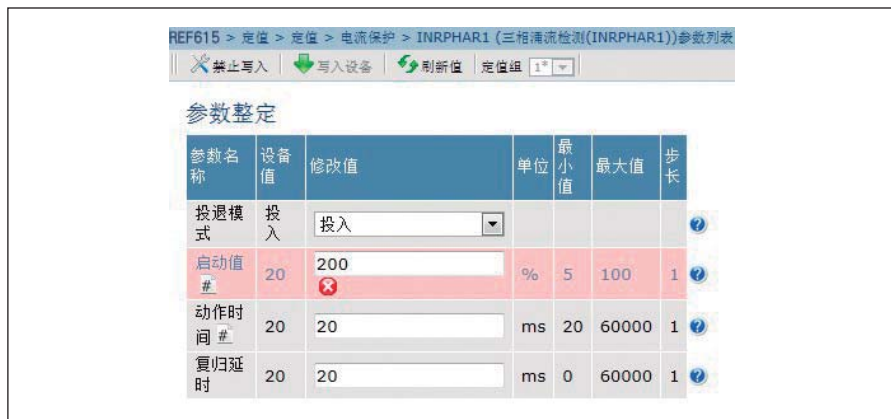 REF615 > 定值 > 定值 > 电流保护 > INRPHAR1 (三相涌流检测(INRPHAR1))参数列表
禁止写入 写入设备 刷新值 定值组 1*
参数整定
参数名称 设备值 修改值 单位 最小值 最大值 步长
投退模式 投入 投入
启动值 # 20 200 % 5 100 1
动作时间 # 20 20 ms 20 60000 1
复归延时 20 20 ms 0 60000 1